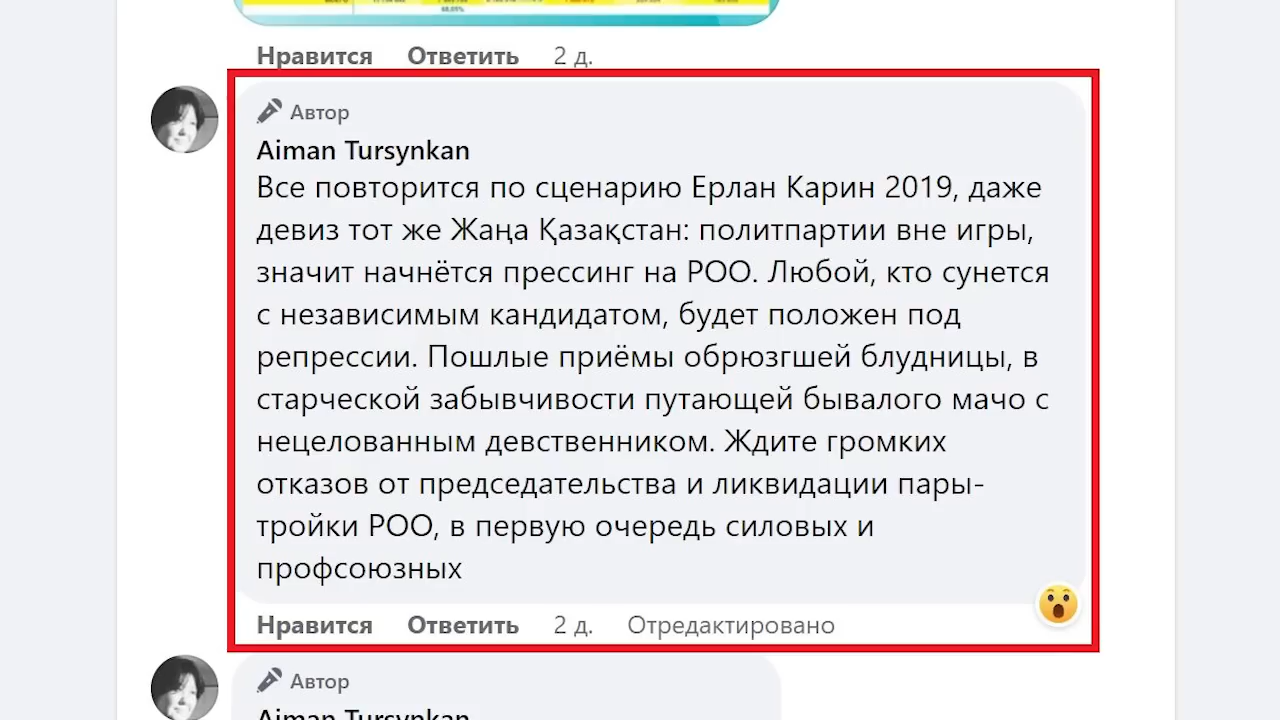 Нравится Ответить 2 д.
Автор
Aiman Tursynkan
Все повторится по сценарию Ерлан Карин 2019, даже
девиз тот же Жаңа Қазақстан: политпартии вне игры,
значит начнётся прессинг на РОО. Любой, кто сунется
с независимым кандидатом, будет положен под
репрессии. Пошлые приёмы обрюзгшей блудницы, в
старческой забывчивости путающей бывалого мачо с
нецелованным девственником. Ждите громких
отказов от председательства и ликвидации пары-
тройки РОО, в первую очередь силовых и
профсоюзных
Нравится Ответить 2 д. Отредактировано
Автор
Aiman Tursynkan